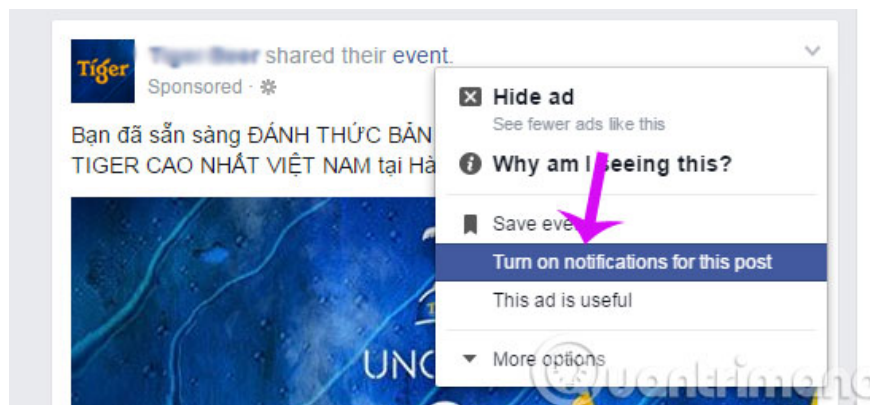 Tiger
shared their event.
Sponsored
Bạn đã sẵn sàng ĐÁNH THỨC BẢN
TIGER CAO NHẤT VIỆT NAM tại Hà
UNC
Hide ad
See fewer ads like this
Why am I seeing this?
Save
Turn on notifications for this post
This ad is useful
More options
Quantrimang